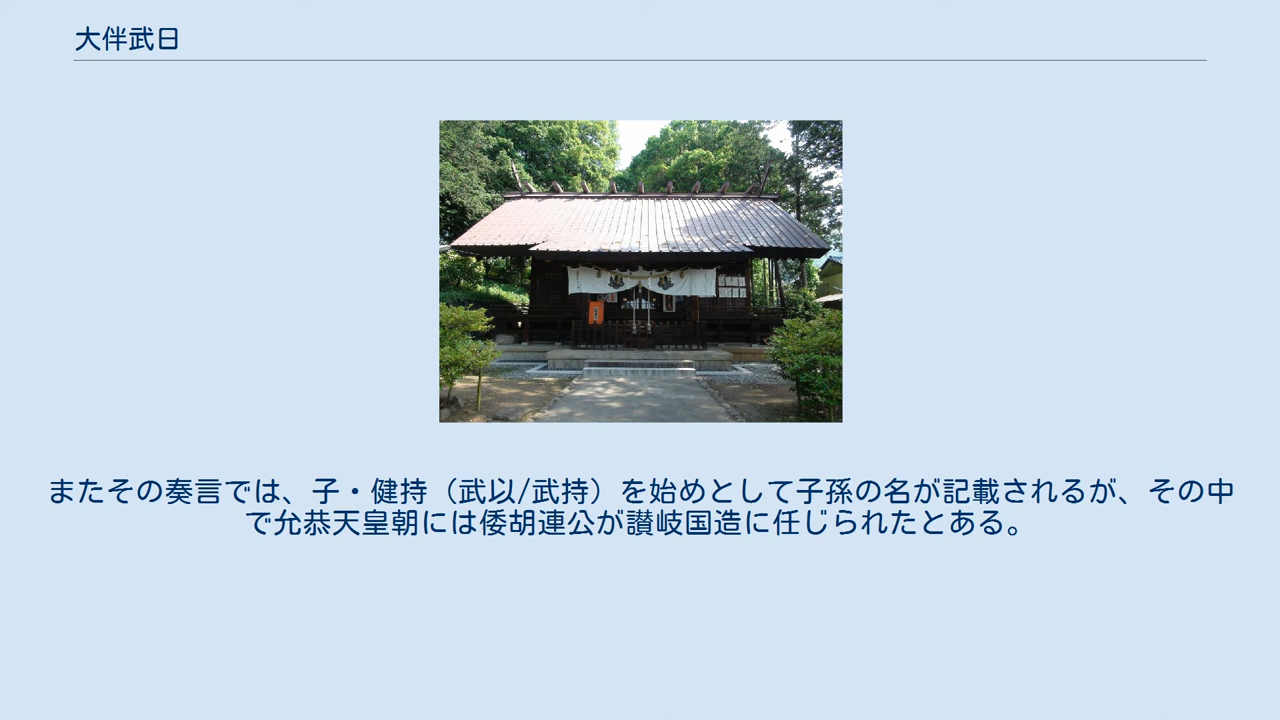 大伴武日
またその奏言では、子・健持（武以/武持）を始めとして子孫の名が記載されるが、その中
で允恭天皇朝には倭胡連公が讃岐国造に任じられたとある。